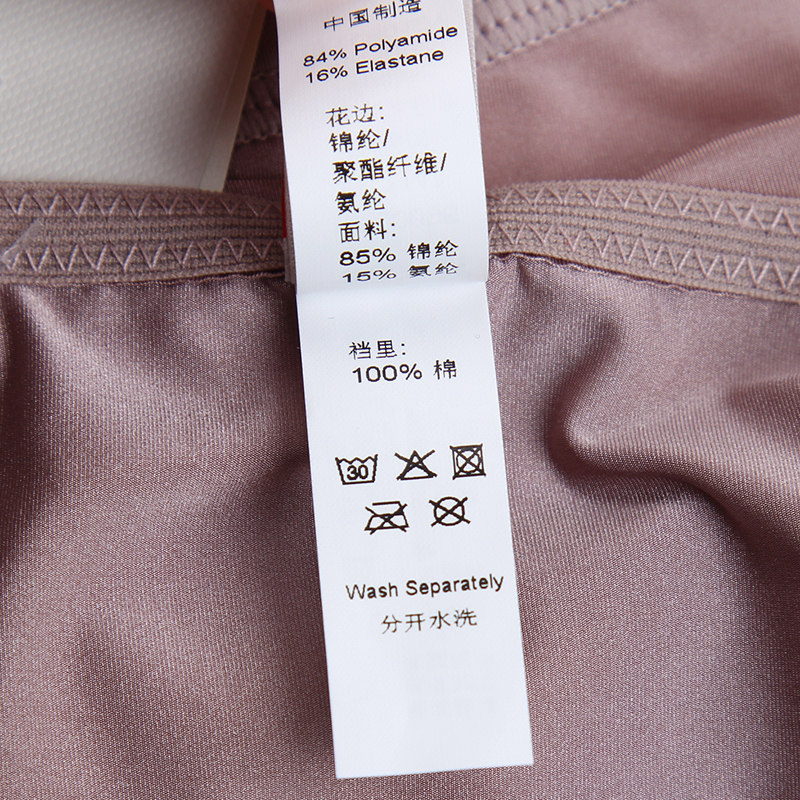 中国制造
84% Polyamide
16% Elastane
花边:
锦纶/
聚酯纤维/
氨纶
面料:
85% 锦纶
15% 氨纶
裆里:
100% 棉
30
Wash Separately
分开水洗